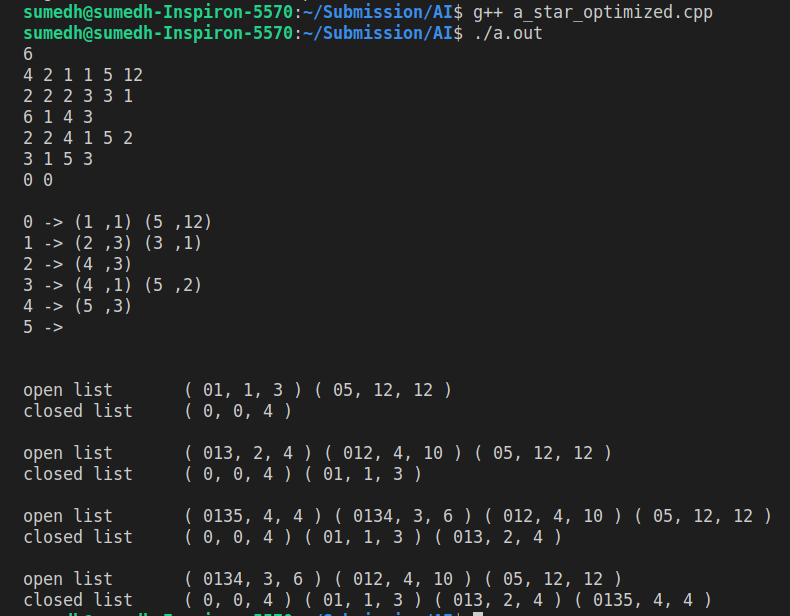 sumedh@sumedh-Inspiron-5570:~/Submission/AI$ g++ a_star_optimized.cpp
sumedh@sumedh-Inspiron-5570:~/Submission/AI$ ./a.out
6
4 2 1 1 5 12
2 2 2 3 3 1
6 1 4 3
2 2 4 1 5 2
3 1 5 3
0 0
0 -> (1 ,1) (5 ,12)
1 -> (2 ,3) (3 ,1)
2 -> (4 ,3)
3 -> (4 ,1) (5 ,2)
4 -> (5 ,3)
5 ->
open list ( 01, 1, 3 ) ( 05, 12, 12 )
closed list ( 0, 0, 4 )
open list ( 013, 2, 4 ) ( 012, 4, 10 ) ( 05, 12, 12 )
closed list ( 0, 0, 4 ) ( 01, 1, 3 )
open list ( 0135, 4, 4 ) ( 0134, 3, 6 ) ( 012, 4, 10 ) ( 05, 12, 12 )
closed list ( 0, 0, 4 ) ( 01, 1, 3 ) ( 013, 2, 4 )
open list ( 0134, 3, 6 ) ( 012, 4, 10 ) ( 05, 12, 12 )
closed list ( 0, 0, 4 ) ( 01, 1, 3 ) ( 013, 2, 4 ) ( 0135, 4, 4 )